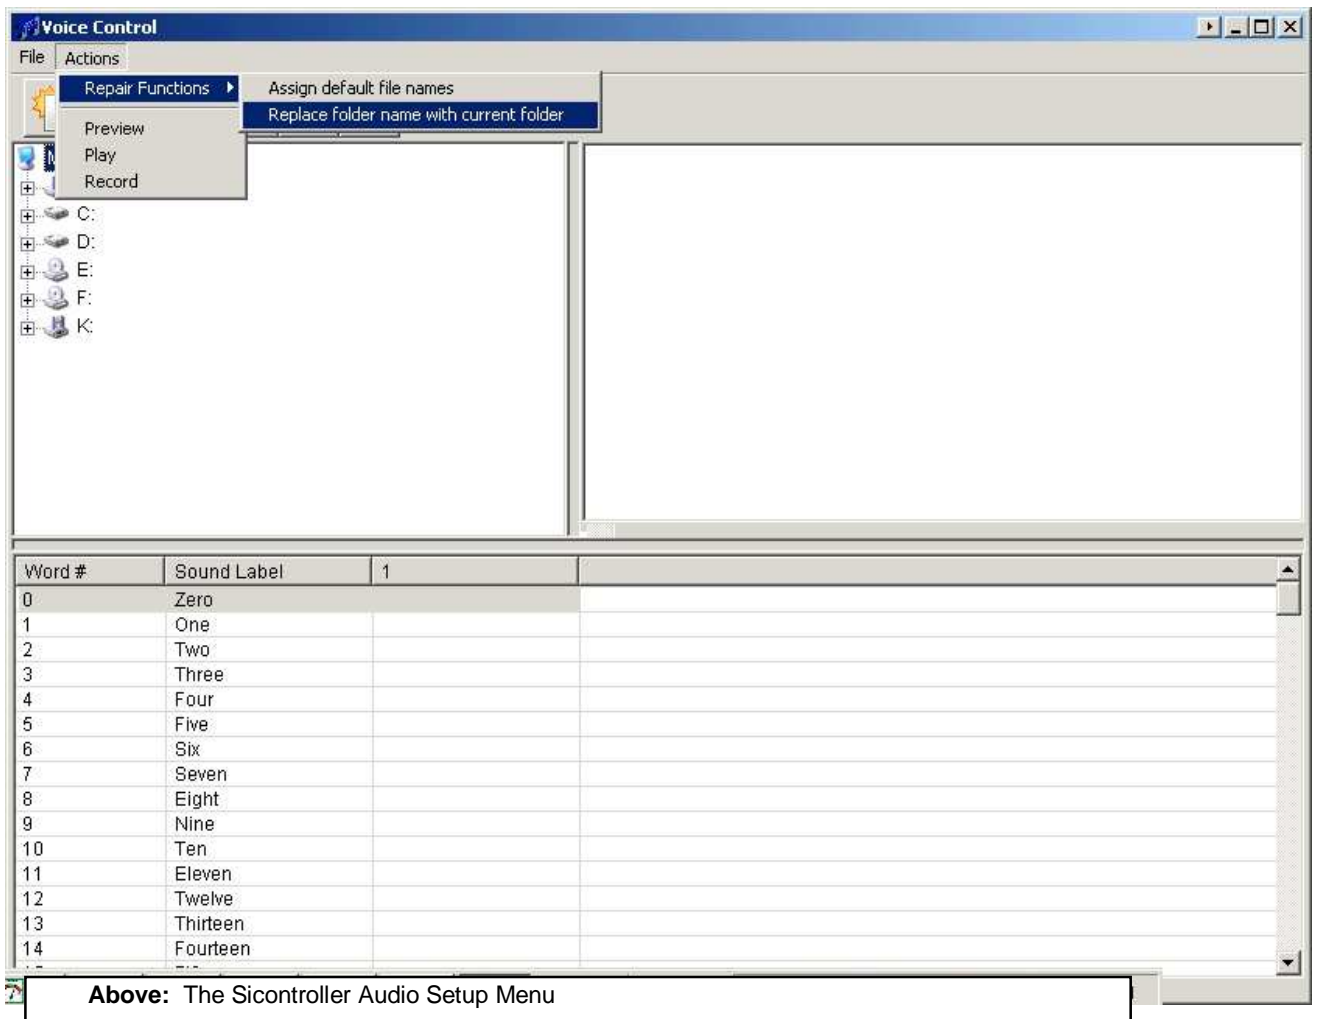 Voice Control
File Actions
Repair Functions
Assign default file names
Replace folder name with current folder
Preview
Play
Record
C:
D:
E:
F:
K:
Word # Sound Label 1
0 Zero
1 One
2 Two
3 Three
4 Four
5 Five
6 Six
7 Seven
8 Eight
9 Nine
10 Ten
11 Eleven
12 Twelve
13 Thirteen
14 Fourteen
Above: The Sicontroller Audio Setup Menu